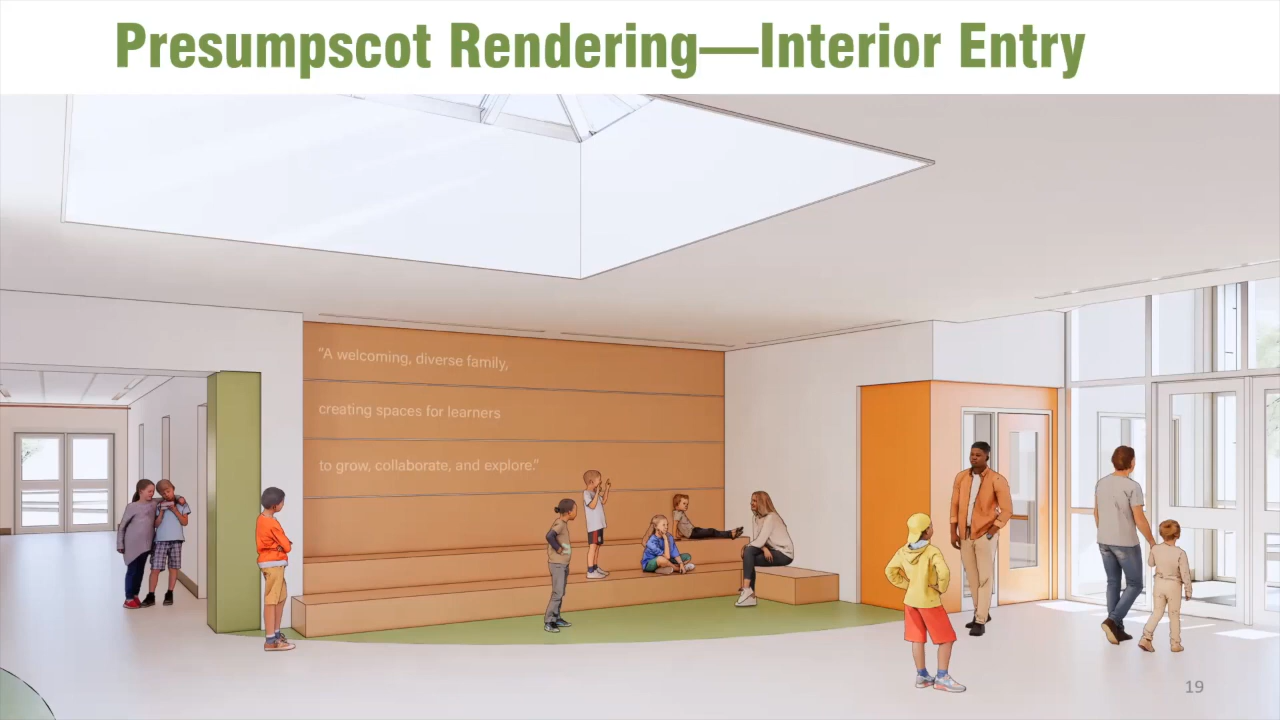 Presumpscot Rendering—Interior Entry
“A welcoming, diverse family,
creating spaces for learners
to grow, collaborate, and explore.”
19